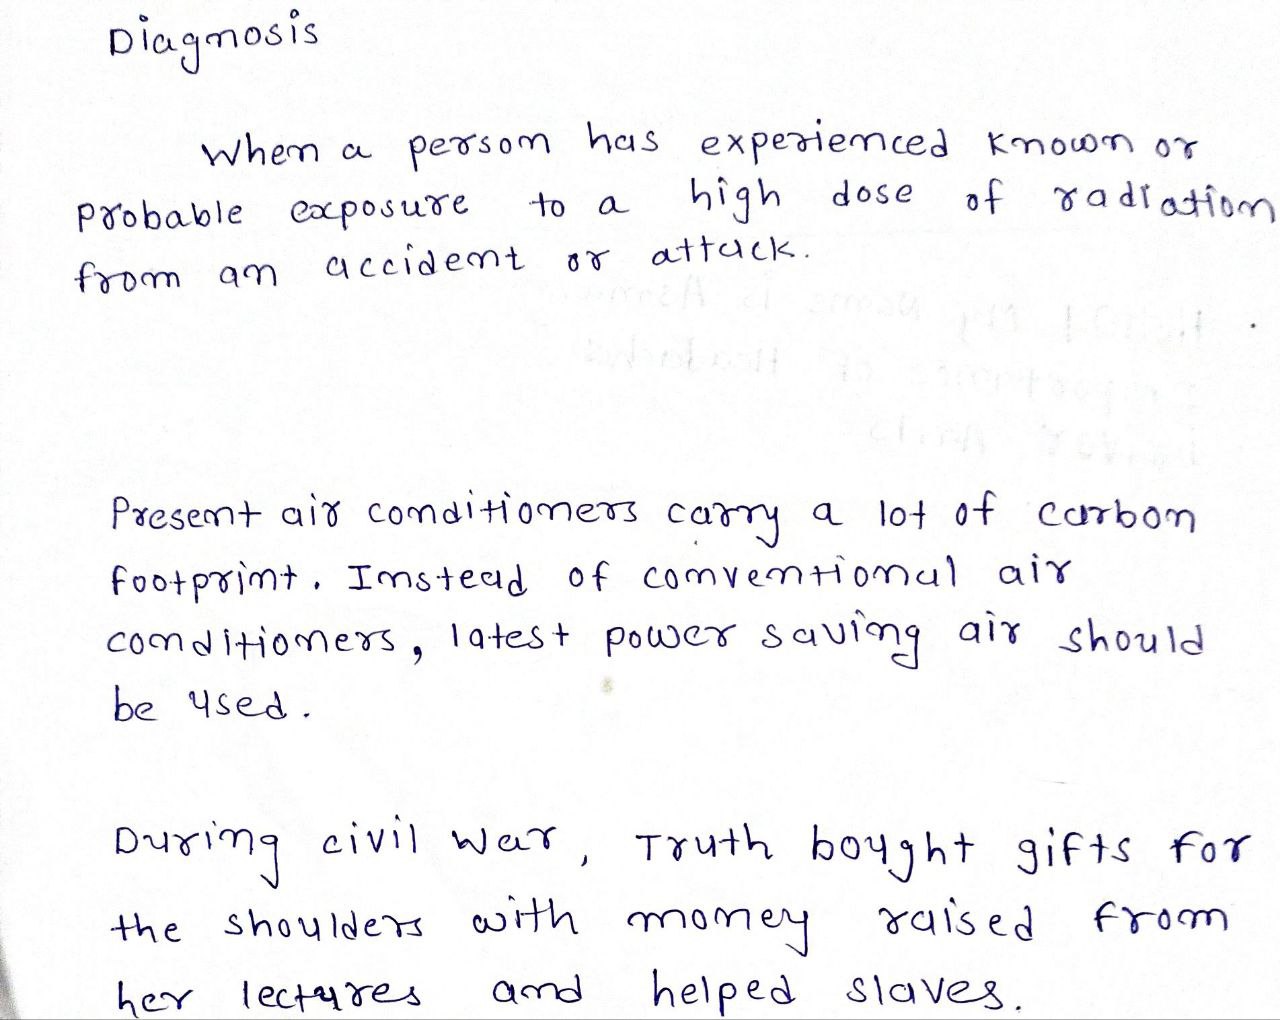 Diagnosis
When a person has experienced known or
probable exposure to a high dose of radiation
from an accident or attack.
Present air conditioners carry a lot of carbon
footprint. Instead of conventional air
conditioners, latest power saving air should
be used.
During civil war, Truth bought gifts for
the shoulders with money raised from
her lectures and helped slaves.